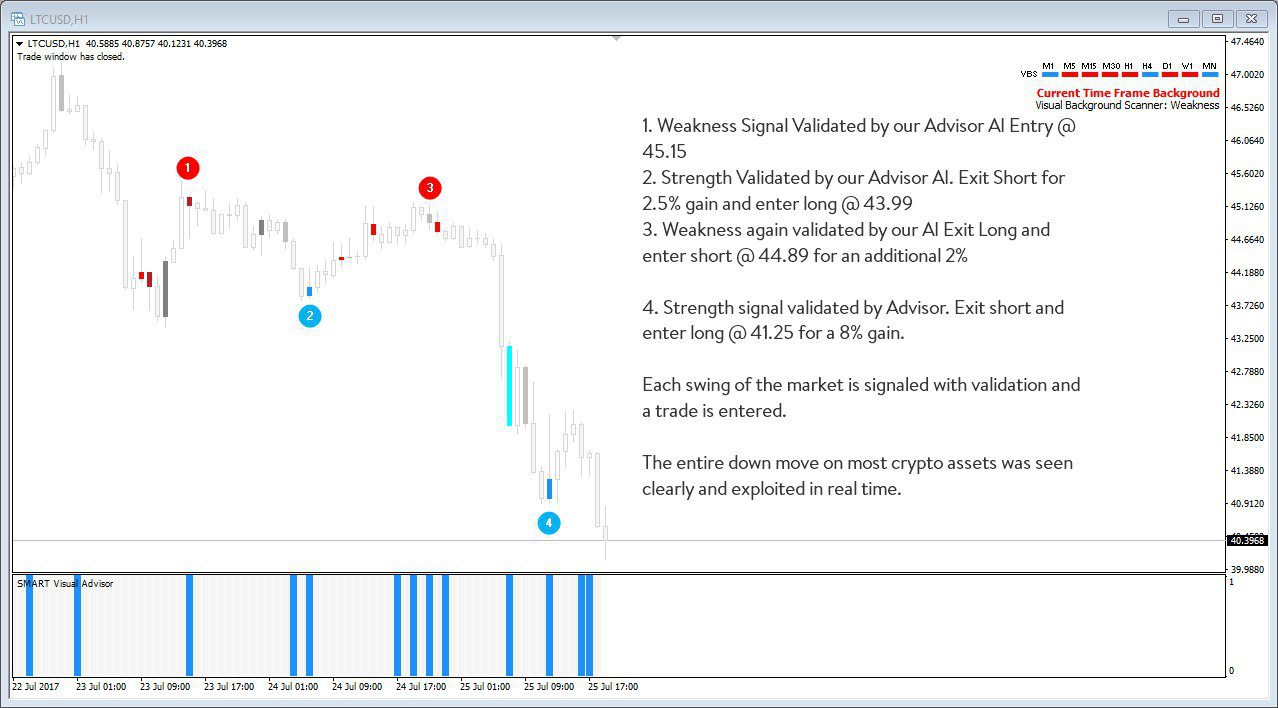 LTCUSD,H1
LTCUSD,H1 40.5885 40.8757 40.1231 40.3968
Trade window has closed.
M1 M5 M15 M30 H1 H4 D1 W1 MN
VBS
Current Time Frame Background
Visual Background Scanner: Weakness
1. Weakness Signal Validated by our Advisor AI Entry @
45.15
2. Strength Validated by our Advisor AI. Exit Short for
2.5% gain and enter long @ 43.99
3. Weakness again validated by our AI Exit Long and
enter short @ 44.89 for an additional 2%
4. Strength signal validated by Advisor. Exit short and
enter long @ 41.25 for a 8% gain.
Each swing of the market is signaled with validation and
a trade is entered.
The entire down move on most crypto assets was seen
clearly and exploited in real time.
1
2
3
4
47.4640
47.0020
46.5260
46.0640
45.6020
45.1260
44.6640
44.1880
43.7260
43.2500
42.7880
42.3260
41.8500
41.3880
40.9120
40.3968
39.9880
SMART Visual Advisor
1
0
22 Jul 2017
23 Jul 01:00
23 Jul 09:00
23 Jul 17:00
24 Jul 01:00
24 Jul 09:00
24 Jul 17:00
25 Jul 01:00
25 Jul 09:00
25 Jul 17:00